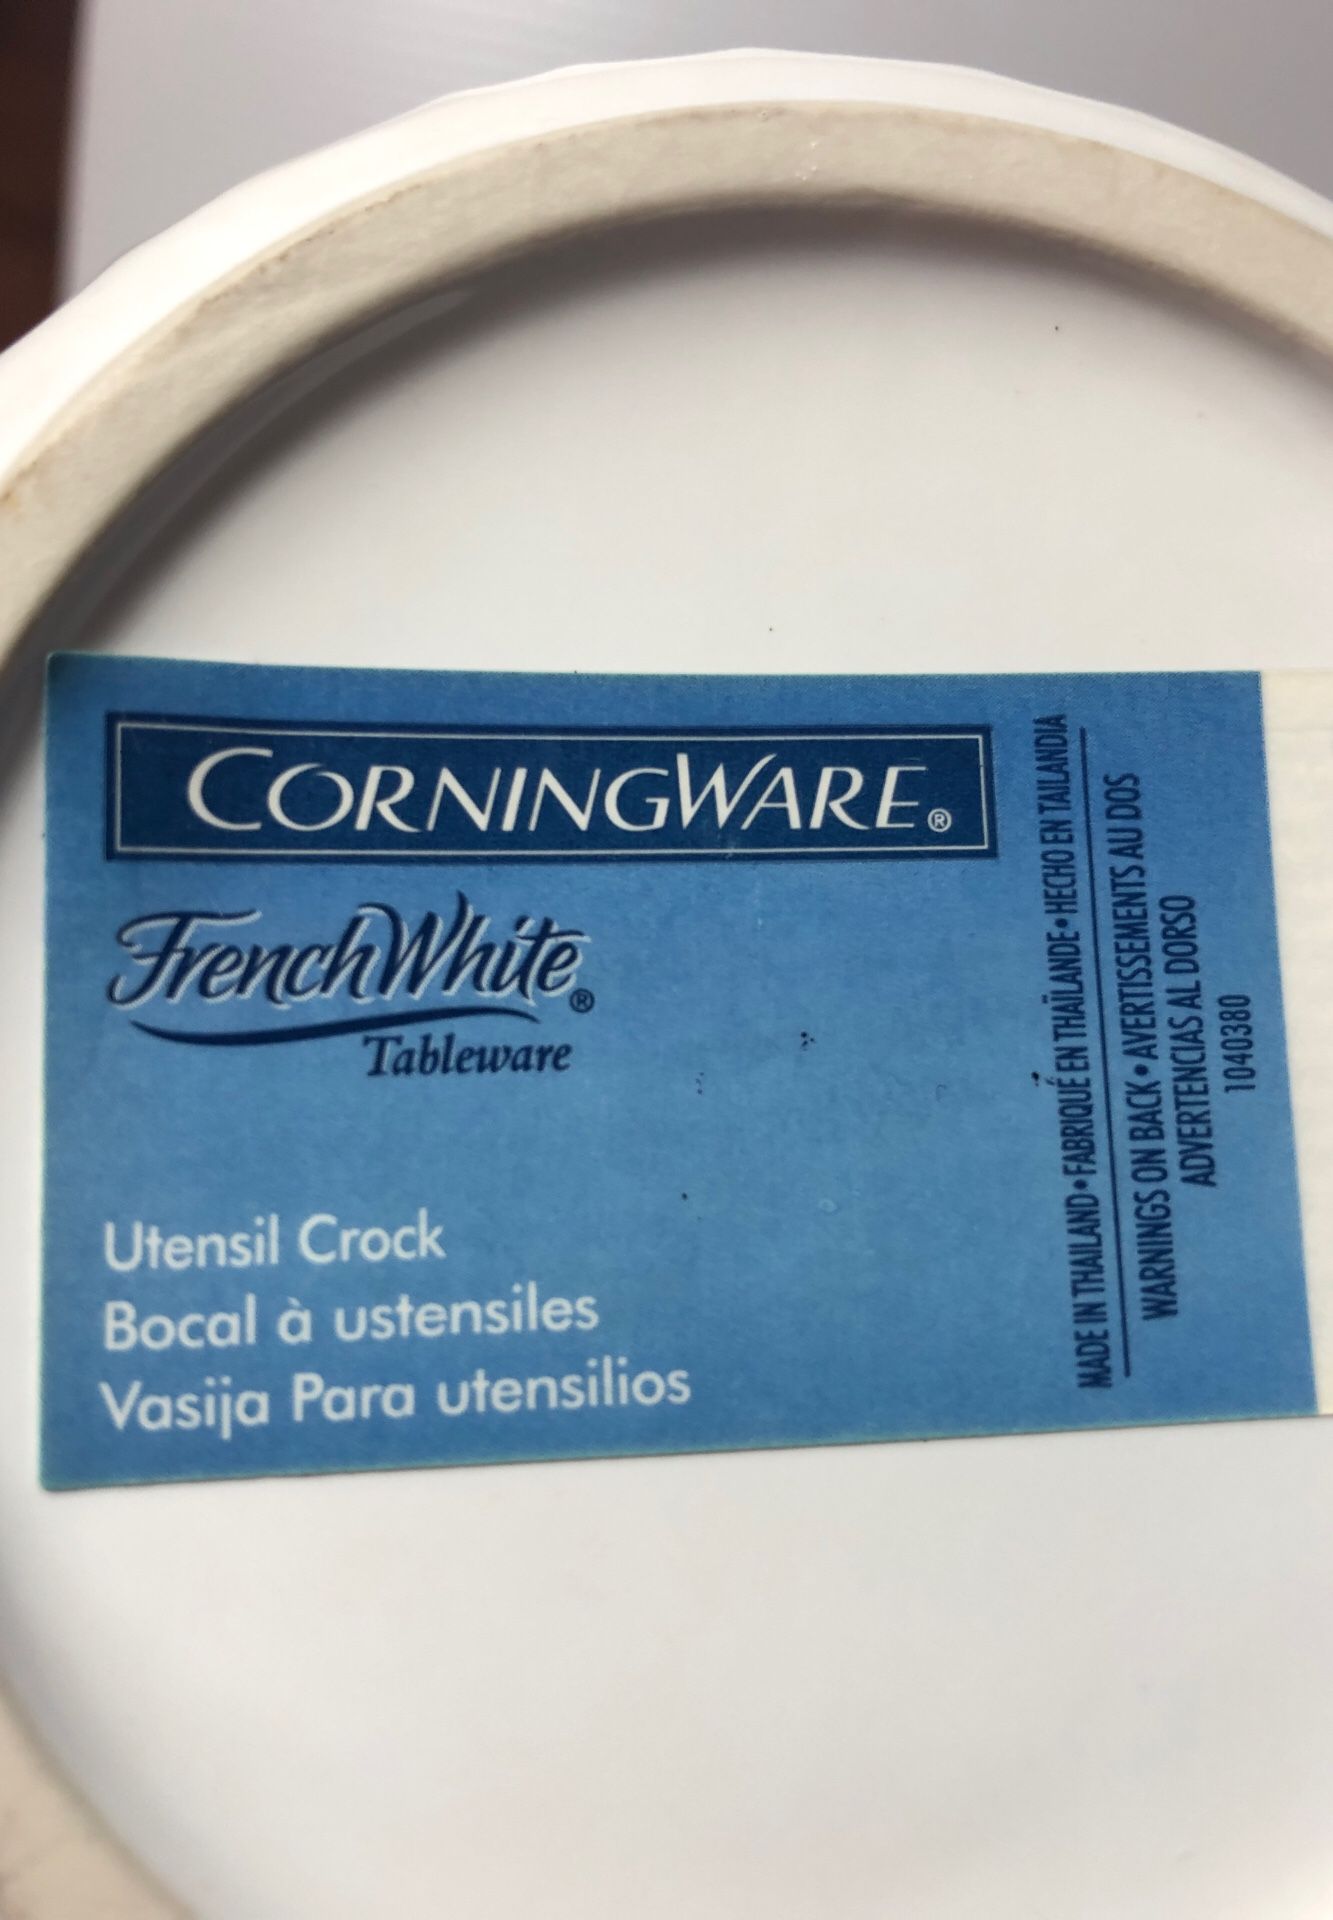 CORNINGWARE®
FrenchWhite®
Tableware
Utensil Crock
Bocal à ustensiles
Vasija Para utensilios
MADE IN THAILAND • FABRIQUÉ EN THAÏLANDE • HECHO EN TAILANDIA
WARNINGS ON BACK • AVERTISSEMENTS AU DOS
ADVERTENCIAS AL DORSO
1040380